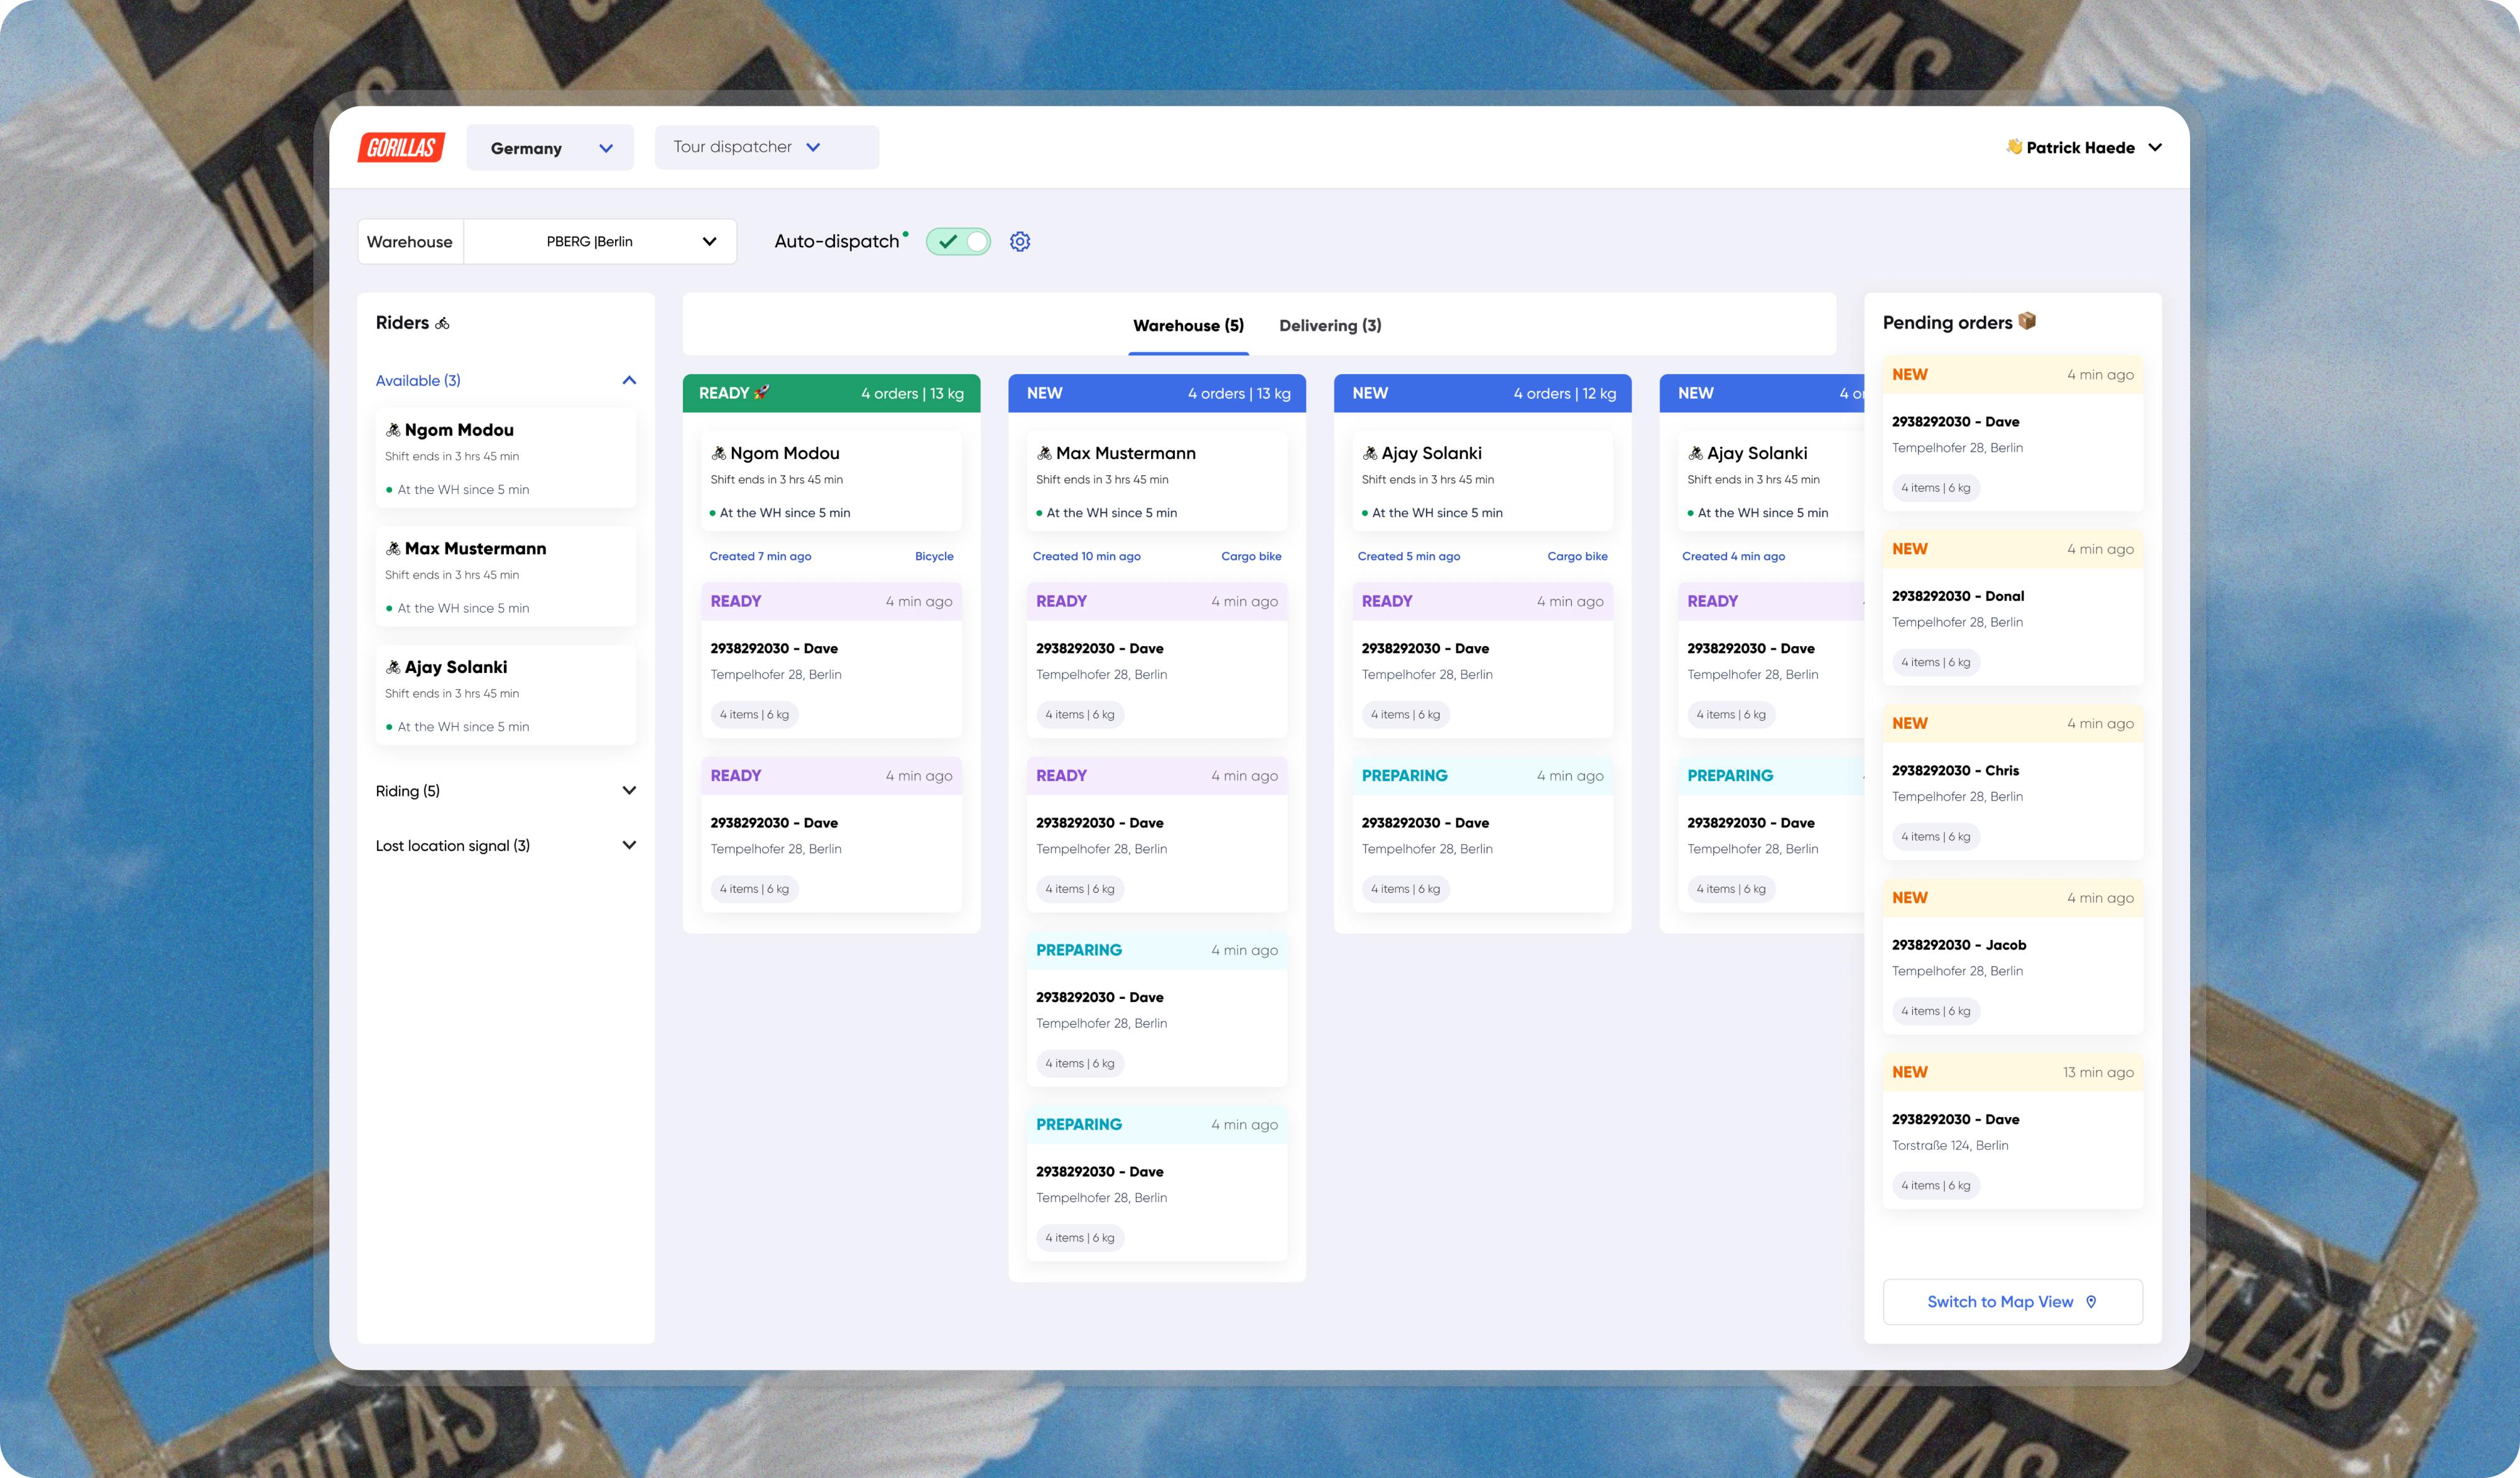 GORILLAS
Germany
Tour dispatcher
👋 Patrick Haede
Warehouse
PBERG |Berlin
Auto-dispatch
Riders
Available (3)
Ngom Modou
Shift ends in 3 hrs 45 min
At the WH since 5 min
Max Mustermann
Shift ends in 3 hrs 45 min
At the WH since 5 min
Ajay Solanki
Shift ends in 3 hrs 45 min
At the WH since 5 min
Riding (5)
Lost location signal (3)
Warehouse (5)
Delivering (3)
READY 🚀 4 orders | 13 kg
Ngom Modou
Shift ends in 3 hrs 45 min
At the WH since 5 min
Created 7 min ago Bicycle
READY 4 min ago
2938292030 - Dave
Tempelhofer 28, Berlin
4 items | 6 kg
READY 4 min ago
2938292030 - Dave
Tempelhofer 28, Berlin
4 items | 6 kg
NEW 4 orders | 13 kg
Max Mustermann
Shift ends in 3 hrs 45 min
At the WH since 5 min
Created 10 min ago Cargo bike
READY 4 min ago
2938292030 - Dave
Tempelhofer 28, Berlin
4 items | 6 kg
READY 4 min ago
2938292030 - Dave
Tempelhofer 28, Berlin
4 items | 6 kg
PREPARING 4 min ago
2938292030 - Dave
Tempelhofer 28, Berlin
4 items | 6 kg
PREPARING 4 min ago
2938292030 - Dave
Tempelhofer 28, Berlin
4 items | 6 kg
NEW 4 orders | 12 kg
Ajay Solanki
Shift ends in 3 hrs 45 min
At the WH since 5 min
Created 5 min ago Cargo bike
READY 4 min ago
2938292030 - Dave
Tempelhofer 28, Berlin
4 items | 6 kg
PREPARING 4 min ago
2938292030 - Dave
Tempelhofer 28, Berlin
4 items | 6 kg
NEW 4 or
Ajay Solanki
Shift ends in 3 hrs 45 min
At the WH since 5 min
Created 4 min ago
READY
2938292030 - Dave
Tempelhofer 28, Berlin
4 items | 6 kg
PREPARING
2938292030 - Dave
Tempelhofer 28, Berlin
4 items | 6 kg
Pending orders 📦
NEW 4 min ago
2938292030 - Dave
Tempelhofer 28, Berlin
4 items | 6 kg
NEW 4 min ago
2938292030 - Donal
Tempelhofer 28, Berlin
4 items | 6 kg
NEW 4 min ago
2938292030 - Chris
Tempelhofer 28, Berlin
4 items | 6 kg
NEW 4 min ago
2938292030 - Jacob
Tempelhofer 28, Berlin
4 items | 6 kg
NEW 13 min ago
2938292030 - Dave
Torstraße 124, Berlin
4 items | 6 kg
Switch to Map View